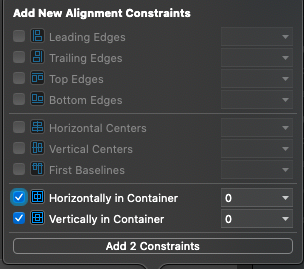 Add New Alignment Constraints
Leading Edges
Trailing Edges
Top Edges
Bottom Edges
Horizontal Centers
Vertical Centers
First Baselines
Horizontally in Container 0
Vertically in Container 0
Add 2 Constraints